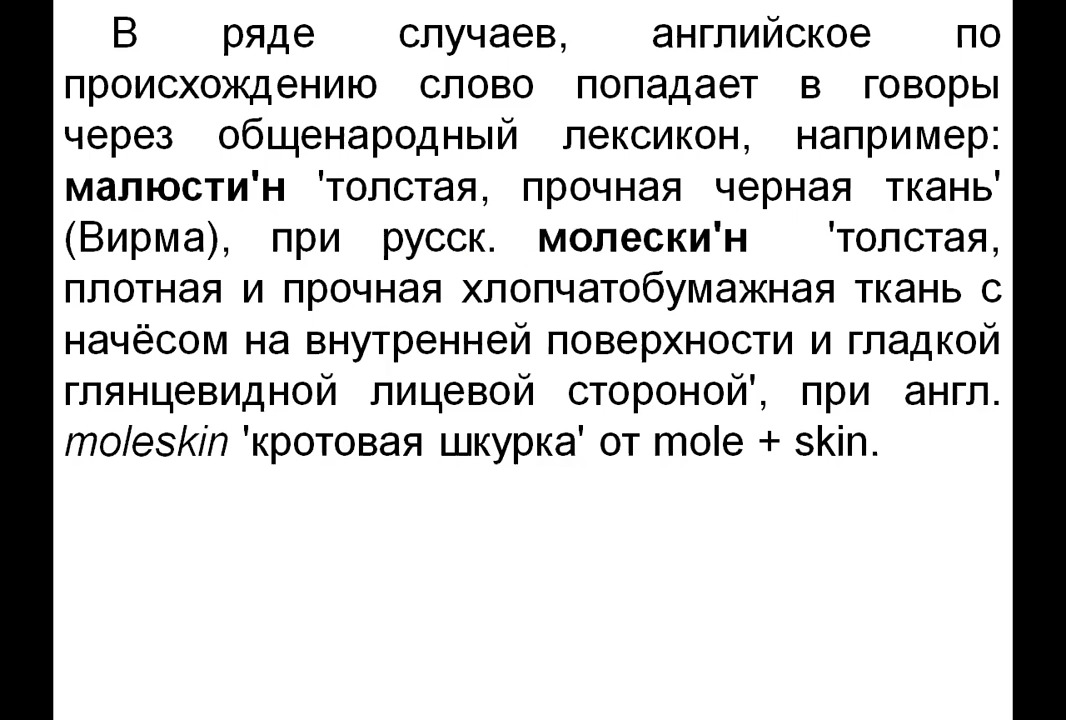 В ряде случаев, английское по
происхождению слово попадает в говоры
через общенародный лексикон, например:
малюсти'н 'толстая, прочная черная ткань'
(Вирма), при русск. молески'н 'толстая,
плотная и прочная хлопчатобумажная ткань с
начёсом на внутренней поверхности и гладкой
глянцевидной лицевой стороной', при англ.
moleskin 'кротовая шкурка' от mole + skin.